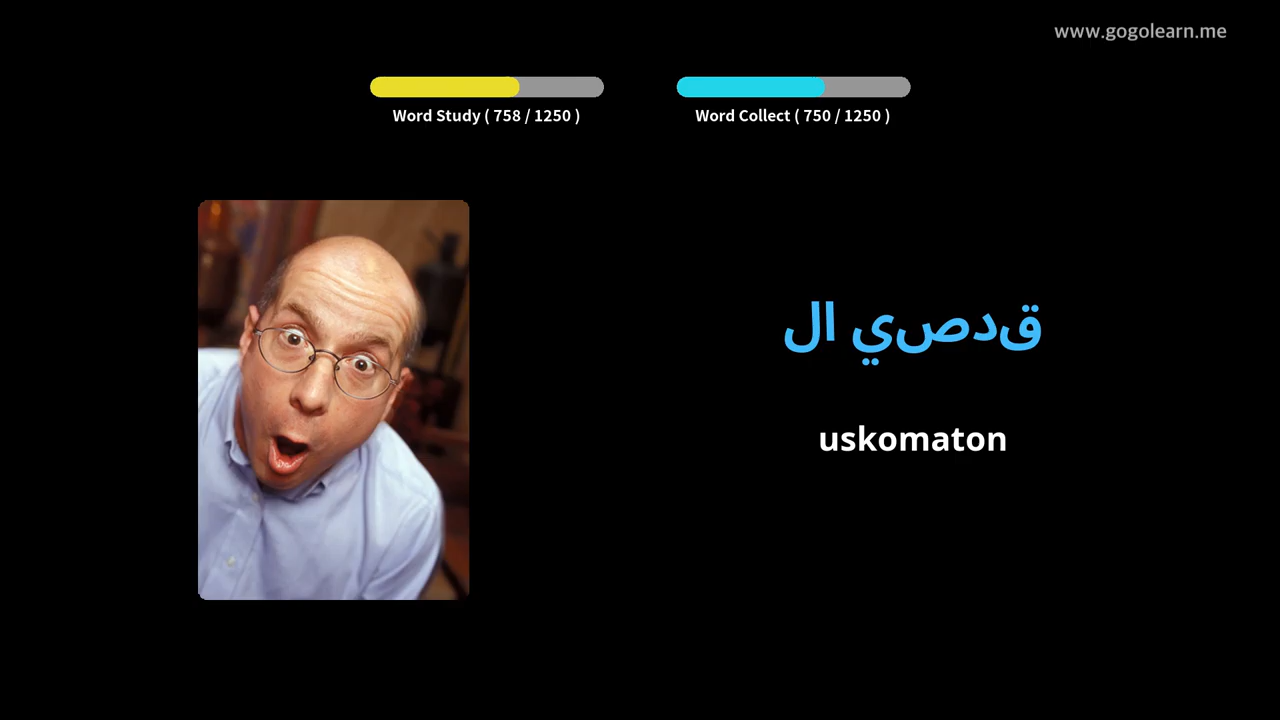 www.gogolearn.me
Word Study ( 758 / 1250 )
Word Collect ( 750 / 1250 )
قدصي ال
uskomaton